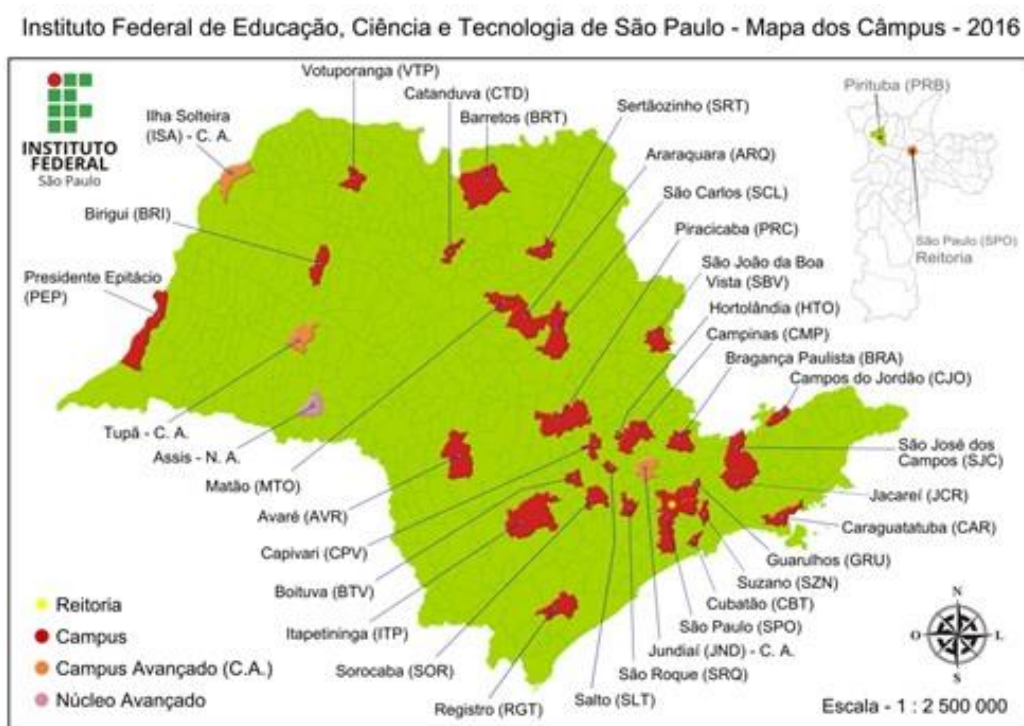 Instituto Federal de Educação, Ciência e Tecnologia de São Paulo - Mapa dos Câmpus - 2016
INSTITUTO
FEDERAL
São Paulo
Votuporanga (VTP)
Catanduva (CTD)
Barretos (BRT)
Ilha Solteira
(ISA) - C. A.
Birigui (BRI)
Presidente Epitácio
(PEP)
Sertãozinho (SRT)
Araraquara (ARQ)
São Carlos (SCL)
Piracicaba (PRC)
São João da Boa
Vista (SBV)
Hortolândia (HTO)
Campinas (CMP)
Bragança Paulista (BRA)
Campos do Jordão (CJO)
Pirituba (PRB)
São Paulo (SPO)
Reitoria
São José dos
Campos (SJC)
Jacareí (JCR)
Caraguatatuba (CAR)
Guarulhos (GRU)
Suzano (SZN)
Cubatão (CBT)
São Paulo (SPO)
Jundiaí (JND) - C. A.
São Roque (SRQ)
Salto (SLT)
Tupã - C. A.
Assis - N. A.
Matão (MTO)
Avaré (AVR)
Capivari (CPV)
Boituva (BTV)
Itapetininga (ITP)
Sorocaba (SOR)
Registro (RGT)
Reitoria
Campus
Campus Avançado (C.A.)
Núcleo Avançado
N
O
L
S
Escala - 1 : 2 500 000